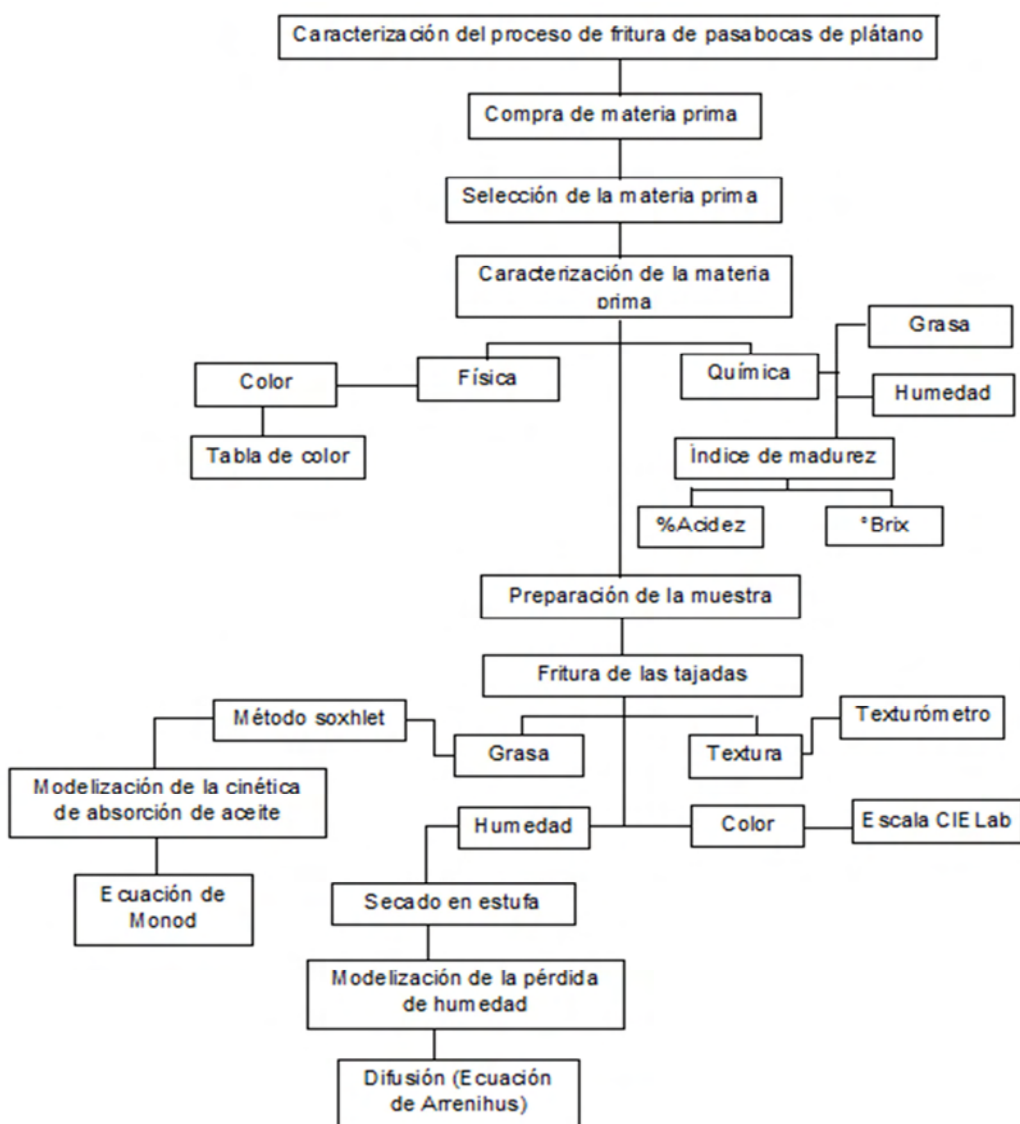 Caracterización del proceso de fritura de pasabocas de plátano
Compra de materia prima
Selección de la materia prima
Caracterización de la materia
prima
Grasa
Color
Física
Química
Humedad
Tabla de color
Ìndice de madurez
%Acidez
°Brix
Preparación de la muestra
Fritura de las tajadas
Método soxhlet
Texturómetro
Grasa
Textura
Modelización de la cinética
de absorción de aceite
Humedad
Color
Escala CIELab
Ecuación de
Monod
Secado en estufa
Modelización de la pérdida
de humedad
Difusión (Ecuación
de Arrenihus)